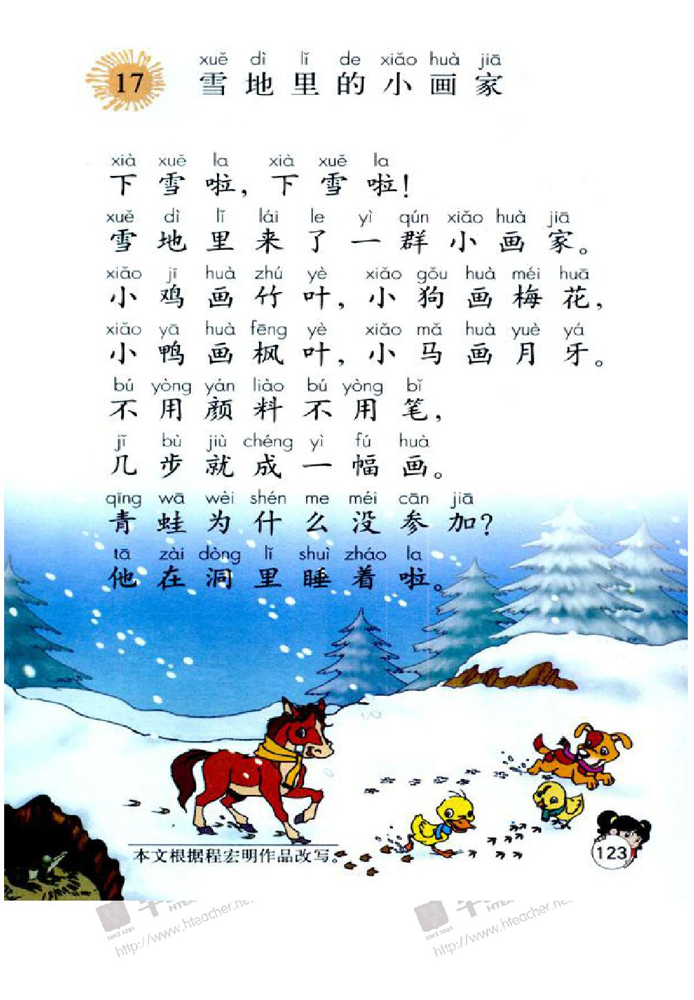 xuě dì lǐ de xiǎo huà jiā
17 雪地里的小画家
xià xuě la xià xuě la
下雪啦，下雪啦！
xuě dì lǐ lái le yì qún xiǎo huà jiā
雪地里来了一群小画家。
xiǎo jī huà zhú yè xiǎo gǒu huà méi huā
小鸡画竹叶，小狗画梅花，
xiǎo yā huà fēng yè xiǎo mǎ huà yuè yá
小鸭画枫叶，小马画月牙。
bú yòng yán liào bú yòng bǐ
不用颜料不用笔，
jǐ bù jiù chéng yì fú huà
几步就成一幅画。
qīng wā wèi shén me méi cān jiā
青蛙为什么没参加？
tā zài dòng lǐ shuì zháo la
他在洞里睡着啦。
本文根据程宏明作品改写。
123
SINCE 2001
http://www.hteacher.ne
SINCE 2001
http://www.hteacher.ne